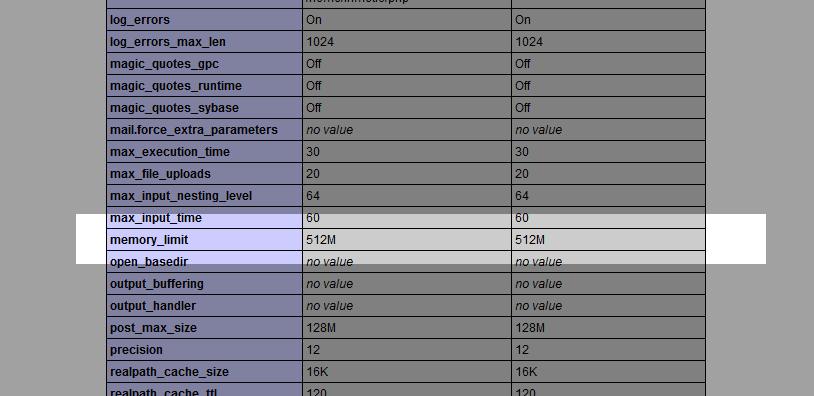 log_errors On On
log_errors_max_len 1024 1024
magic_quotes_gpc Off Off
magic_quotes_runtime Off Off
magic_quotes_sybase Off Off
mail.force_extra_parameters no value no value
max_execution_time 30 30
max_file_uploads 20 20
max_input_nesting_level 64 64
max_input_time 60 60
memory_limit 512M 512M
open_basedir no value no value
output_buffering no value no value
output_handler no value no value
post_max_size 128M 128M
precision 12 12
realpath_cache_size 16K 16K
realpath_cache_ttl 120 120